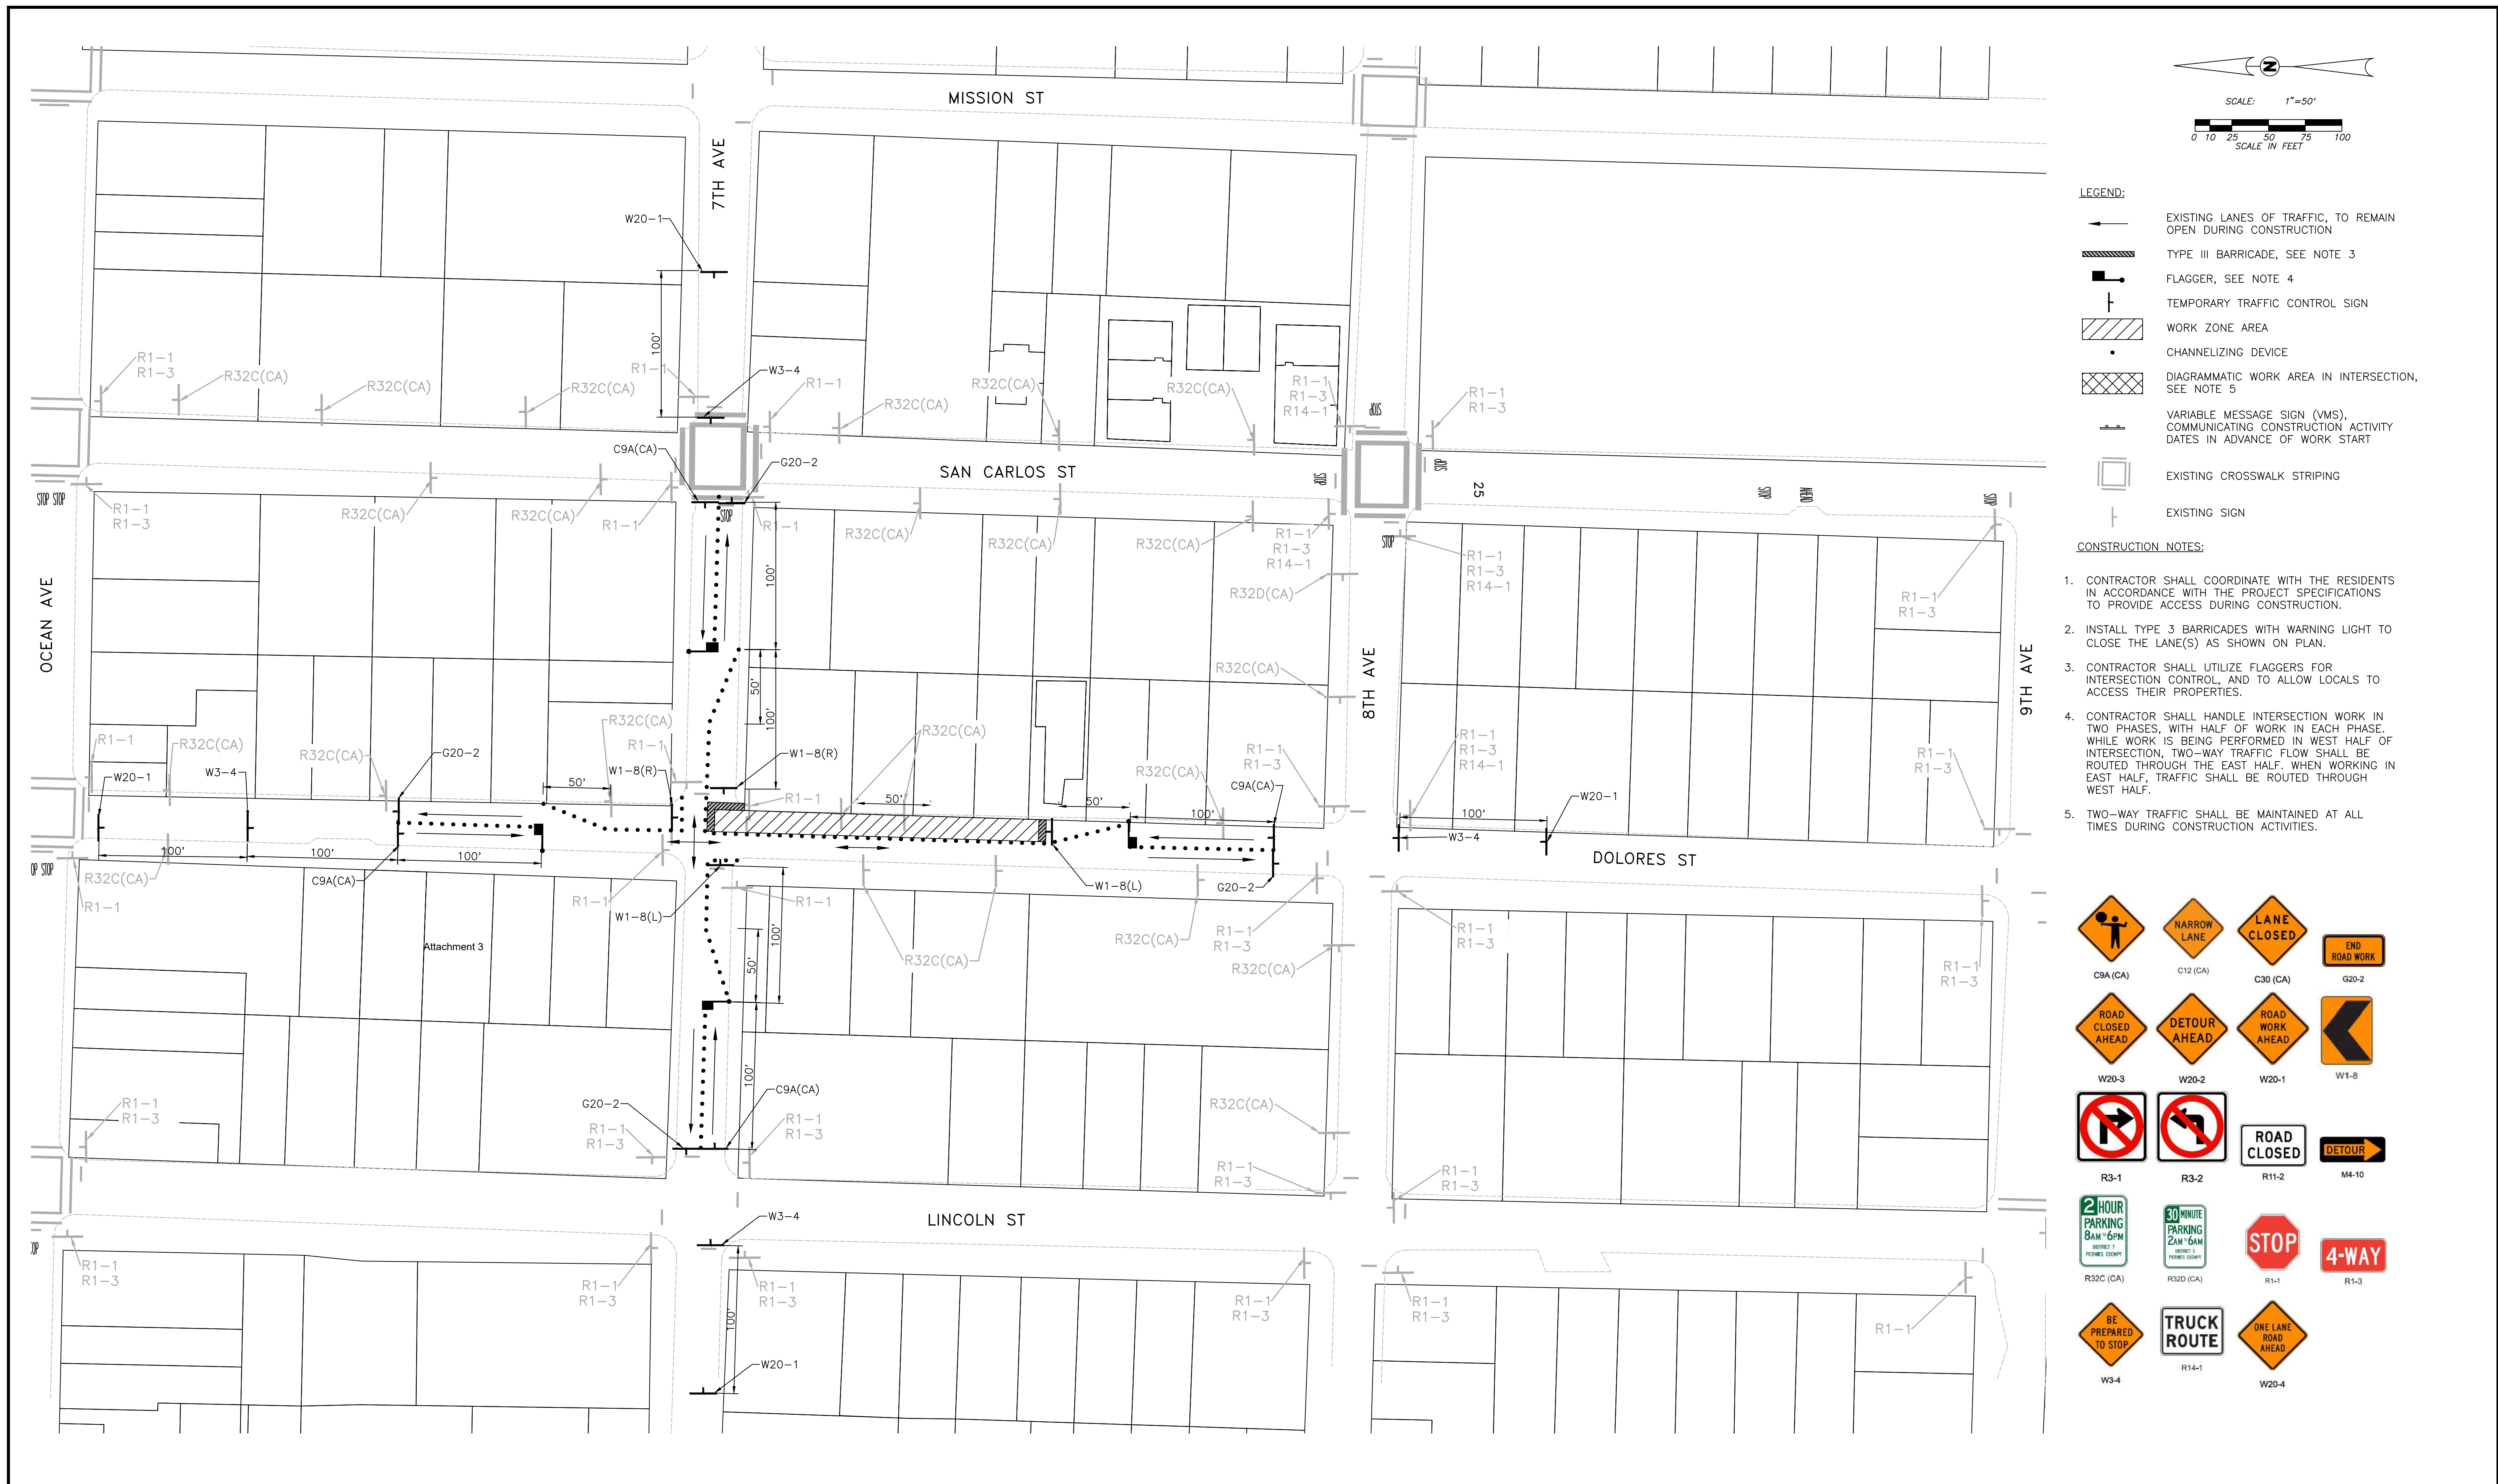 MISSION ST
7TH AVE
W20-1
100'
R1-1
R1-3
R32C(CA)
R32C(CA)
R32C(CA)
R1-1
W3-4
R1-1
R32C(CA)
R32C(CA)
R32C(CA)
R1-1
R1-3
R14-1
STOP
R1-1
R1-3
C9A(CA)
G20-2
SAN CARLOS ST
STOP
STOP
25
STOP
AHEAD
STOP
STOP STOP
R1-1
R1-3
R32C(CA)
R32C(CA)
R1-1
STOP
R1-1
R32C(CA)
R32C(CA)
R32C(CA)
R1-1
R1-3
R14-1
STOP
R1-1
R1-3
R14-1
R32D(CA)
R1-1
R1-3
100'
OCEAN AVE
8TH AVE
9TH AVE
R32C(CA)
50'
100'
R32C(CA)
R32C(CA)
R1-1
R32C(CA)
R32C(CA)
R1-1
G20-2
W1-8(R)
W1-8(R)
R32C(CA)
R1-1
R1-3
R1-1
R1-3
R14-1
R1-1
R1-3
W20-1
W3-4
50'
R1-1
50'
50'
C9A(CA)
100'
100'
W20-1
W3-4
DOLORES ST
100'
100'
100'
OP STOP
R32C(CA)
C9A(CA)
R1-1
R1-1
W1-8(L)
R1-1
W1-8(L)
G20-2
Attachment 3
50'
100'
R32C(CA)
R32C(CA)
R1-1
R1-3
R32C(CA)
R1-1
R1-3
R1-1
R1-3
100'
G20-2
C9A(CA)
R1-1
R1-3
R1-1
R1-3
R1-1
R1-3
R32C(CA)
R1-1
R1-3
R1-1
R1-3
LINCOLN ST
W3-4
R1-1
R1-3
R1-1
R1-3
R1-1
R1-3
R1-1
R1-3
R1-1
R1-3
R1-1
100'
W20-1
N
SCALE: 1"=50'
0 10 25 50 75 100
SCALE IN FEET
LEGEND:
EXISTING LANES OF TRAFFIC, TO REMAIN
OPEN DURING CONSTRUCTION
TYPE III BARRICADE, SEE NOTE 3
FLAGGER, SEE NOTE 4
TEMPORARY TRAFFIC CONTROL SIGN
WORK ZONE AREA
CHANNELIZING DEVICE
DIAGRAMMATIC WORK AREA IN INTERSECTION,
SEE NOTE 5
VARIABLE MESSAGE SIGN (VMS),
COMMUNICATING CONSTRUCTION ACTIVITY
DATES IN ADVANCE OF WORK START
EXISTING CROSSWALK STRIPING
EXISTING SIGN
CONSTRUCTION NOTES:
1. CONTRACTOR SHALL COORDINATE WITH THE RESIDENTS
IN ACCORDANCE WITH THE PROJECT SPECIFICATIONS
TO PROVIDE ACCESS DURING CONSTRUCTION.
2. INSTALL TYPE 3 BARRICADES WITH WARNING LIGHT TO
CLOSE THE LANE(S) AS SHOWN ON PLAN.
3. CONTRACTOR SHALL UTILIZE FLAGGERS FOR
INTERSECTION CONTROL, AND TO ALLOW LOCALS TO
ACCESS THEIR PROPERTIES.
4. CONTRACTOR SHALL HANDLE INTERSECTION WORK IN
TWO PHASES, WITH HALF OF WORK IN EACH PHASE.
WHILE WORK IS BEING PERFORMED IN WEST HALF OF
INTERSECTION, TWO-WAY TRAFFIC FLOW SHALL BE
ROUTED THROUGH THE EAST HALF. WHEN WORKING IN
EAST HALF, TRAFFIC SHALL BE ROUTED THROUGH
WEST HALF.
5. TWO-WAY TRAFFIC SHALL BE MAINTAINED AT ALL
TIMES DURING CONSTRUCTION ACTIVITIES.
NARROW
LANE
LANE
CLOSED
END
ROAD WORK
C9A (CA)
C12 (CA)
C30 (CA)
G20-2
ROAD
CLOSED
AHEAD
DETOUR
AHEAD
ROAD
WORK
AHEAD
W20-3
W20-2
W20-1
W1-8
ROAD
CLOSED
DETOUR
R3-1
R3-2
R11-2
M4-10
2 HOUR
PARKING
8AM TO 6PM
DISTRICT 7
PERMITS EXEMPT
30 MINUTE
PARKING
2AM TO 6AM
DISTRICT 3
PERMITS EXEMPT
STOP
4-WAY
R32C (CA)
R32D (CA)
R1-1
R1-3
BE
PREPARED
TO STOP
TRUCK
ROUTE
ONE LANE
ROAD
AHEAD
W3-4
R14-1
W20-4